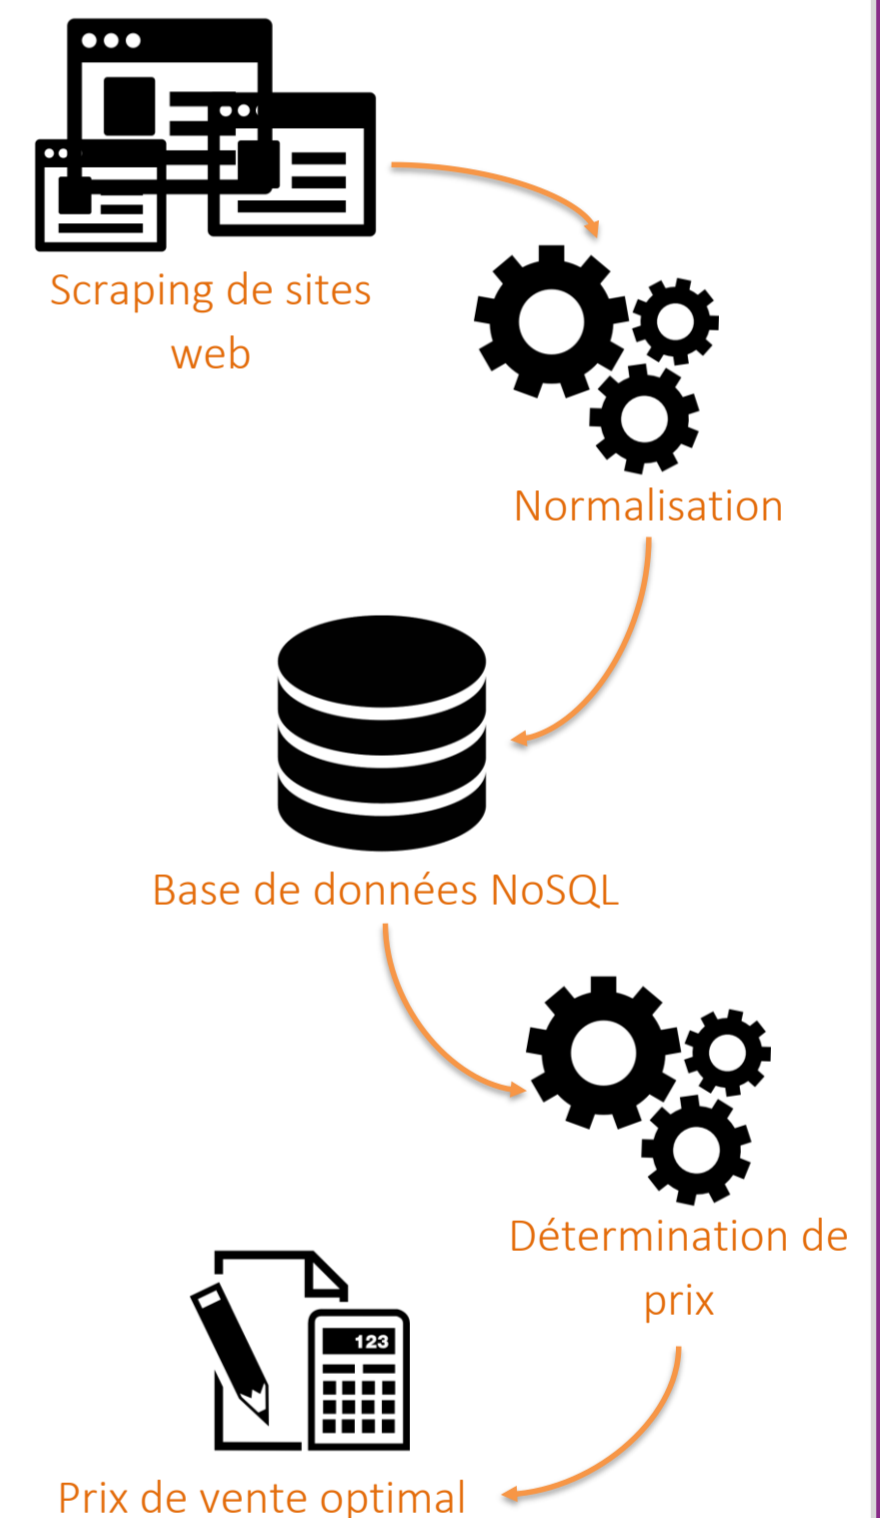 Scraping de sites
web
Normalisation
Base de données NoSQL
Détermination de
prix
123
Prix de vente optimal